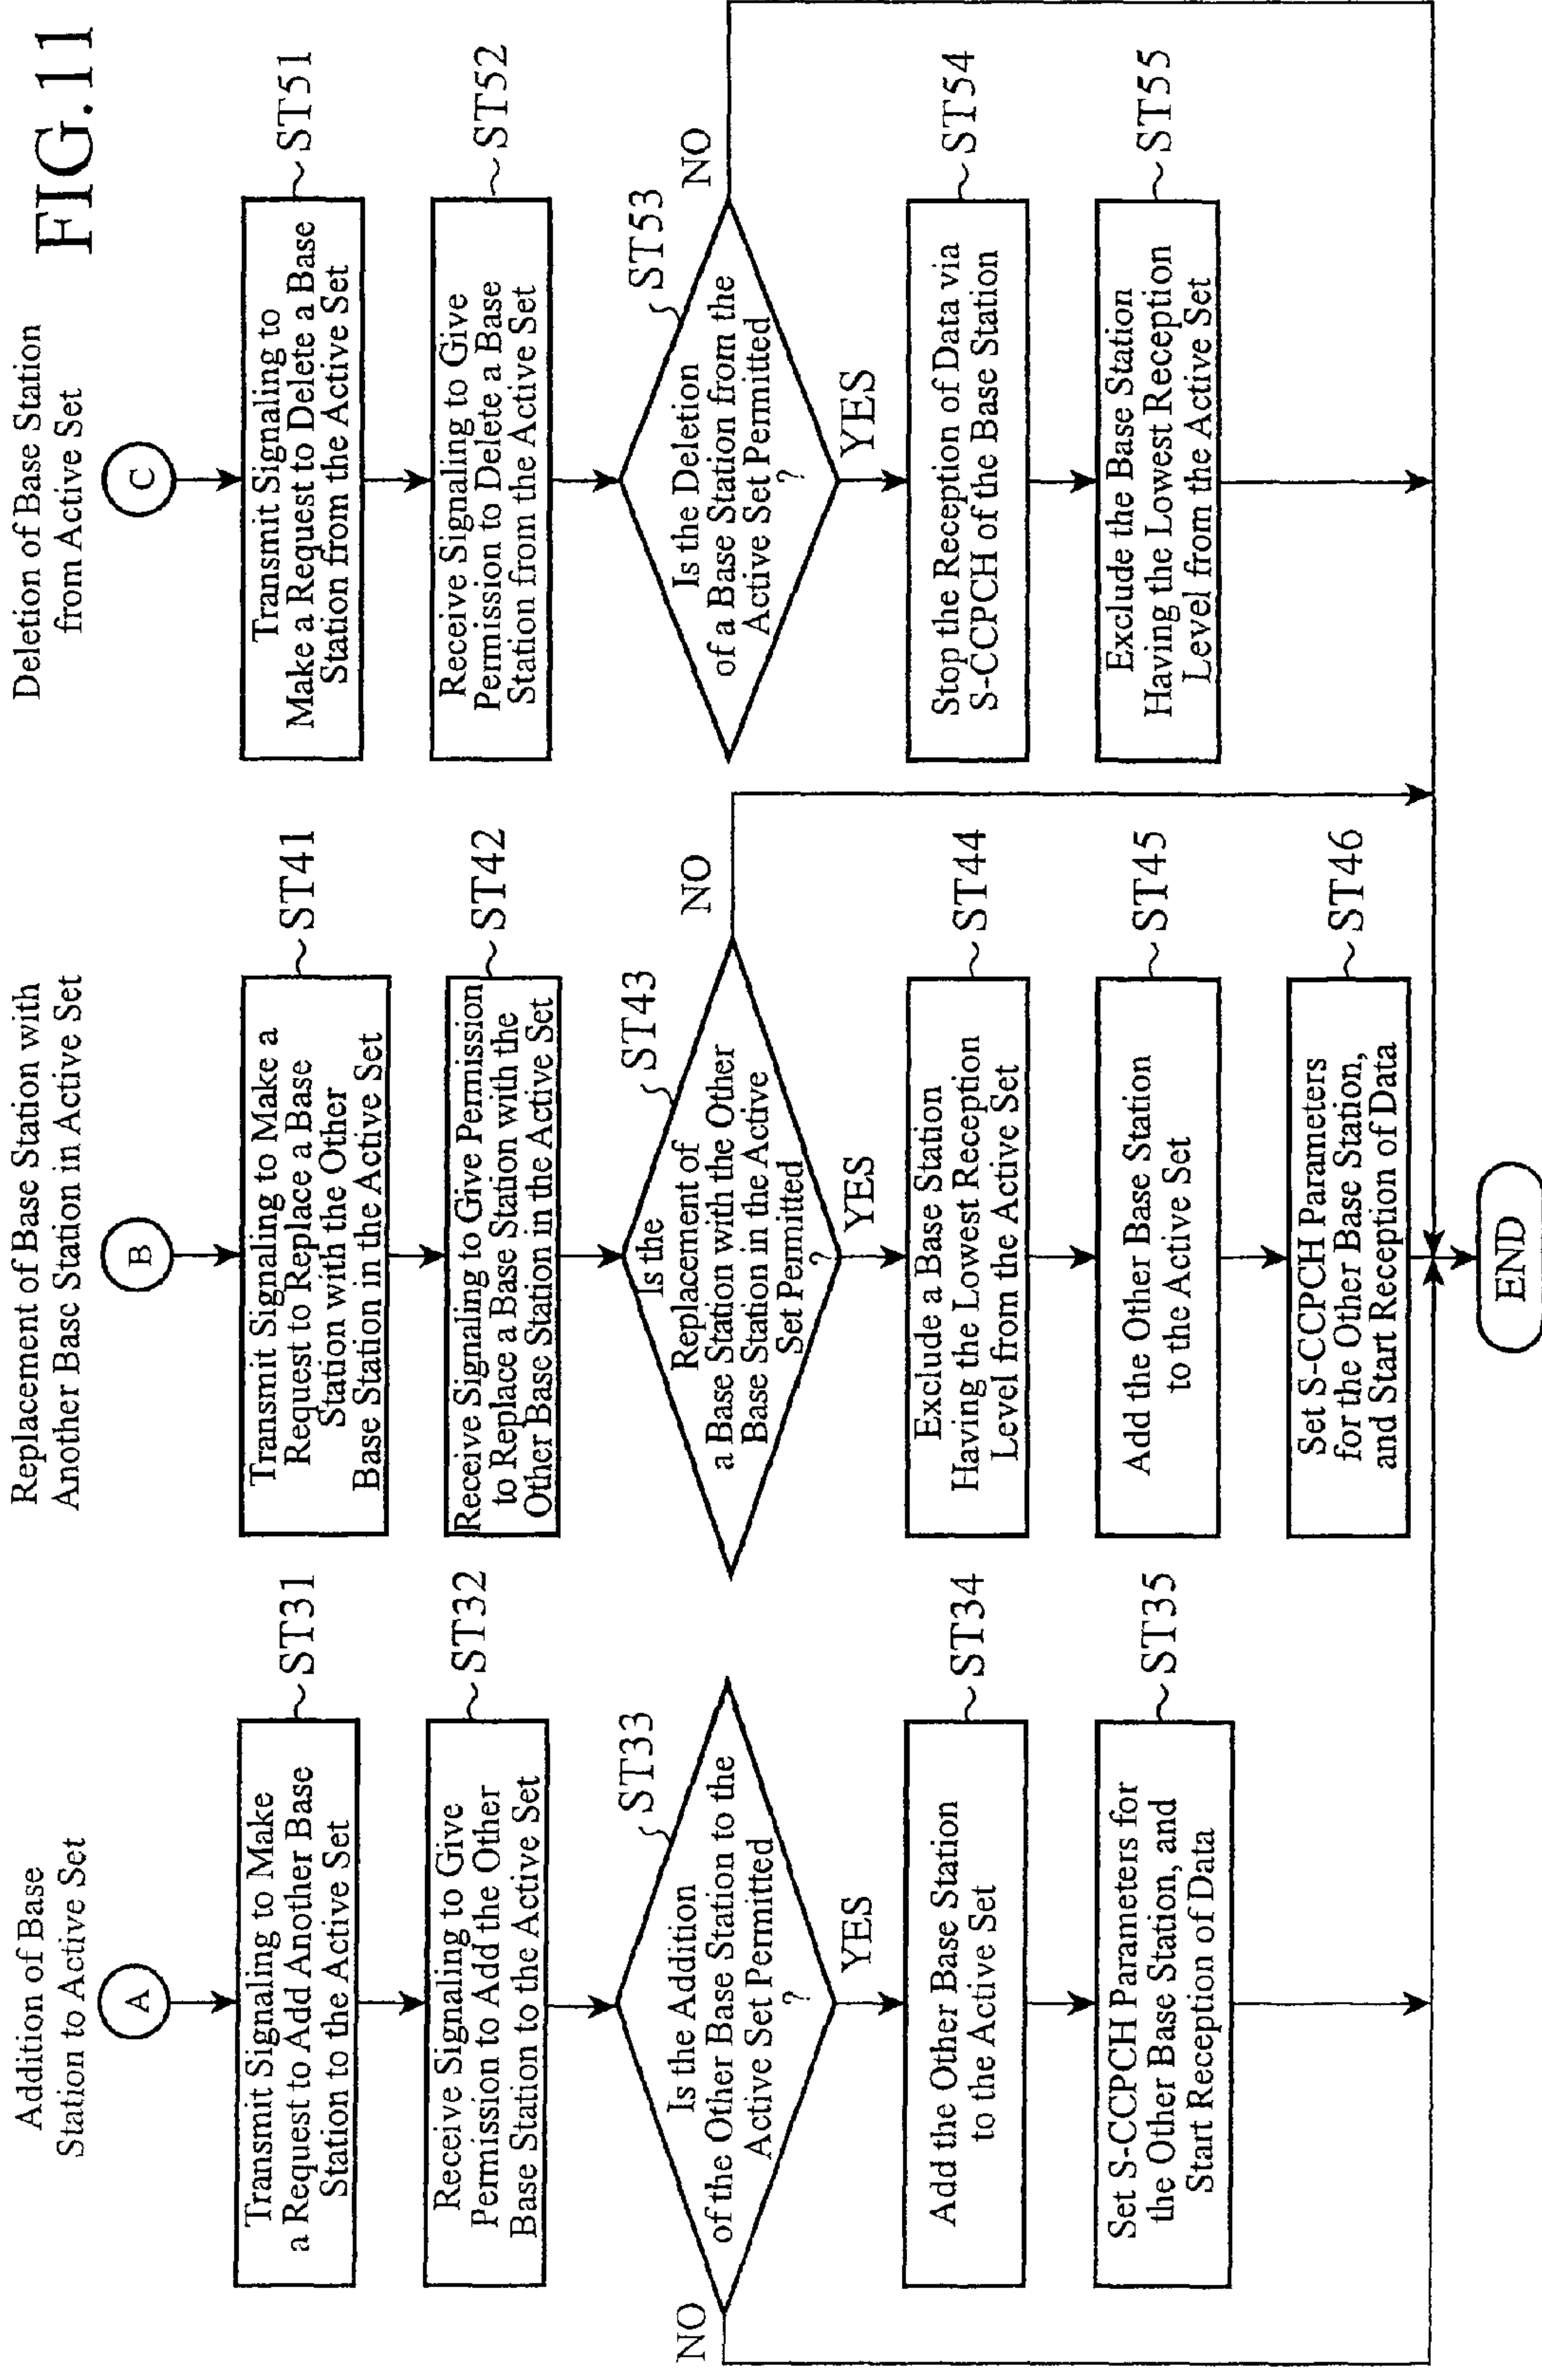 FIG.11
Addition of Base
Station to Active Set
A
Transmit Signaling to Make
a Request to Add Another Base
Station to the Active Set
ST31
Receive Signaling to Give
Permission to Add the Other
Base Station to the Active Set
ST32
Is the Addition
of the Other Base Station to the
Active Set Permitted
?
ST33
NO
YES
Add the Other Base Station
to the Active Set
ST34
Set S-CCPCH Parameters for
the Other Base Station, and
Start Reception of Data
ST35
Replacement of Base Station with
Another Base Station in Active Set
B
Transmit Signaling to Make a
Request to Replace a Base
Station with the Other
Base Station in the Active Set
ST41
Receive Signaling to Give Permission
to Replace a Base Station with the
Other Base Station in the Active Set
ST42
Is the
Replacement of
a Base Station with the Other
Base Station in the Active
Set Permitted
?
ST43
NO
YES
Exclude a Base Station
Having the Lowest Reception
Level from the Active Set
ST44
Add the Other Base Station
to the Active Set
ST45
Set S-CCPCH Parameters
for the Other Base Station,
and Start Reception of Data
ST46
Deletion of Base Station
from Active Set
C
Transmit Signaling to
Make a Request to Delete a Base
Station from the Active Set
ST51
Receive Signaling to Give
Permission to Delete a Base
Station from the Active Set
ST52
Is the Deletion
of a Base Station from the
Active Set Permitted
?
ST53
NO
YES
Stop the Reception of Data via
S-CCPCH of the Base Station
ST54
Exclude the Base Station
Having the Lowest Reception
Level from the Active Set
ST55
END